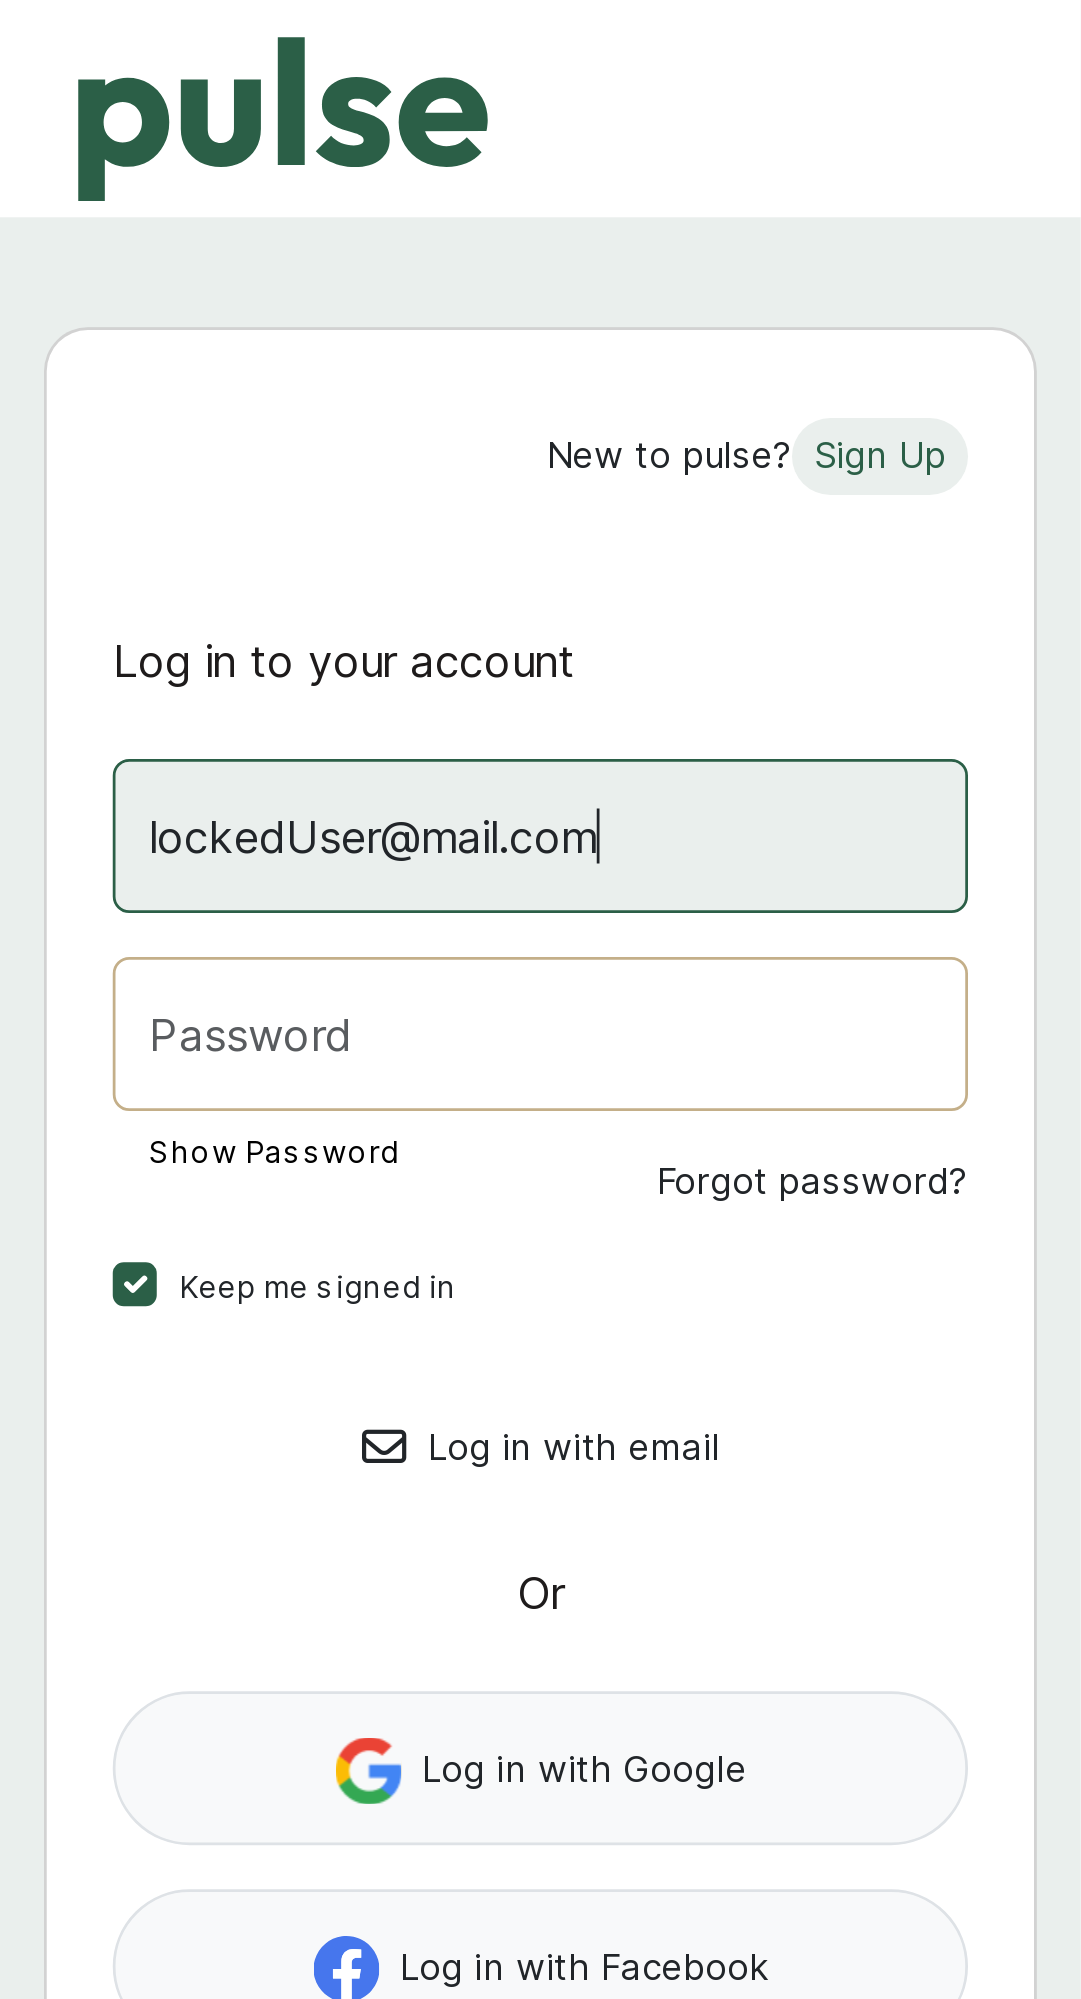 pulse
New to pulse? Sign Up
Log in to your account
lockedUser@mail.com
Password
Show Password
Forgot password?
Keep me signed in
Log in with email
Or
Log in with Google
Log in with Facebook